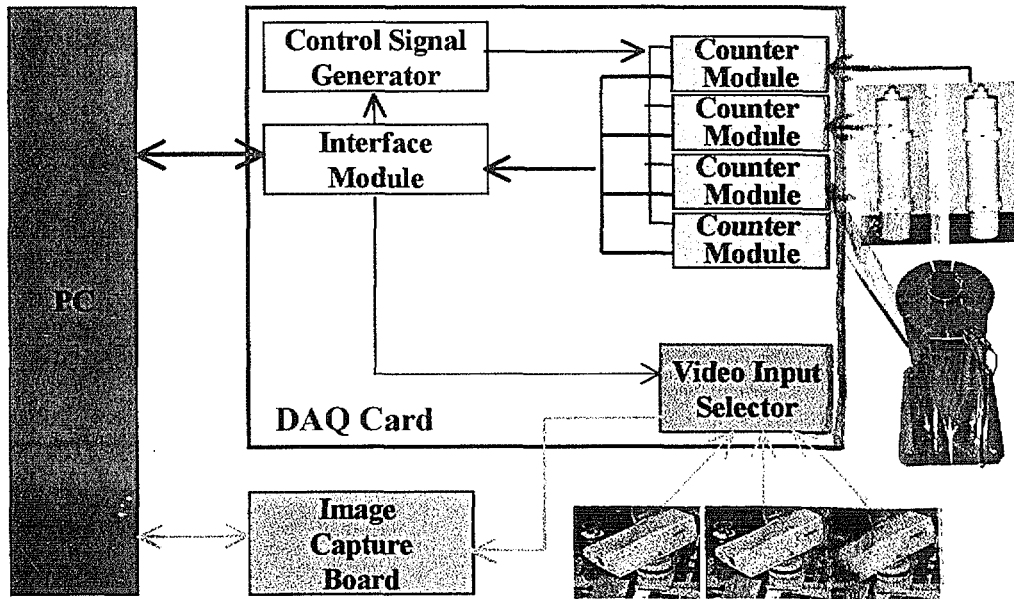 Control Signal
Generator
Interface
Module
Counter
Module
Counter
Module
Counter
Module
Counter
Module
PC
Video Input
Selector
DAQ Card
Image
Capture
Board